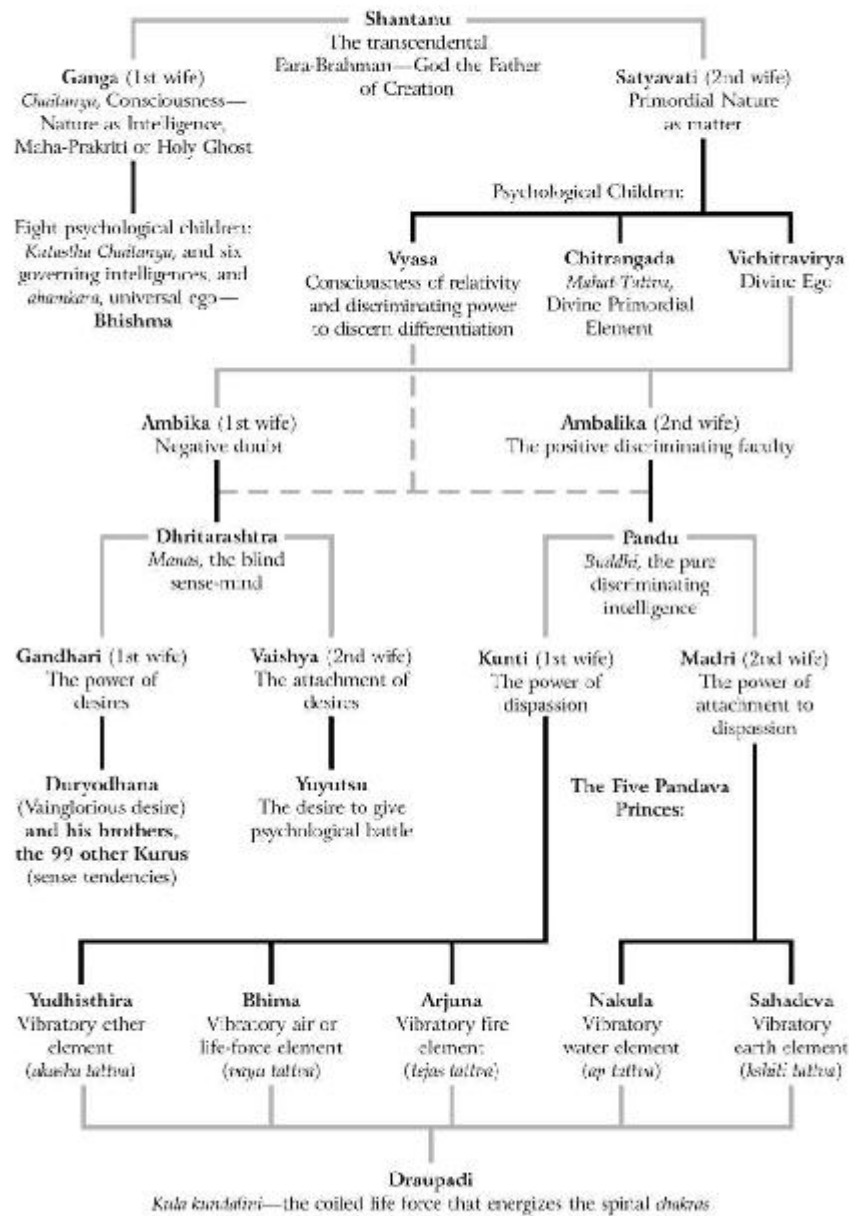 Shantanu
The transcendental
Para-Brahman—God the Father
of Creation
Ganga (1st wife)
Chaitanya, Consciousness—
Nature as Intelligence,
Maha-Prakriti or Holy Ghost
Satyavati (2nd wife)
Primordial Nature
as matter
Eight psychological children:
Kutastha Chaitanya, and six
governing intelligences, and
ahamkara, universal ego—
Bhishma
Psychological Children:
Vyasa
Consciousness of relativity
and discriminating power
to discern differentiation
Chitrangada
Mahat-Tattva,
Divine Primordial
Element
Vichitravirya
Divine Ego
Ambika (1st wife)
Negative doubt
Ambalika (2nd wife)
The positive discriminating faculty
Dhritarashtra
Manas, the blind
sense-mind
Pandu
Buddhi, the pure
discriminating
intelligence
Gandhari (1st wife)
The power of
desires
Vaishya (2nd wife)
The attachment of
desires
Kunti (1st wife)
The power of
dispassion
Madri (2nd wife)
The power of
attachment to
dispassion
Duryodhana
(Vainglorious desire)
and his brothers,
the 99 other Kurus
(sense tendencies)
Yuyutsu
The desire to give
psychological battle
The Five Pandava
Princes:
Yudhisthira
Vibratory ether
element
(akasha tattva)
Bhima
Vibratory air or
life-force element
(vayu tattva)
Arjuna
Vibratory fire
element
(tejas tattva)
Nakula
Vibratory
water element
(ap tattva)
Sahadeva
Vibratory
earth element
(kshiti tattva)
Draupadi
Kula kundalini—the coiled life force that energizes the spinal chakras